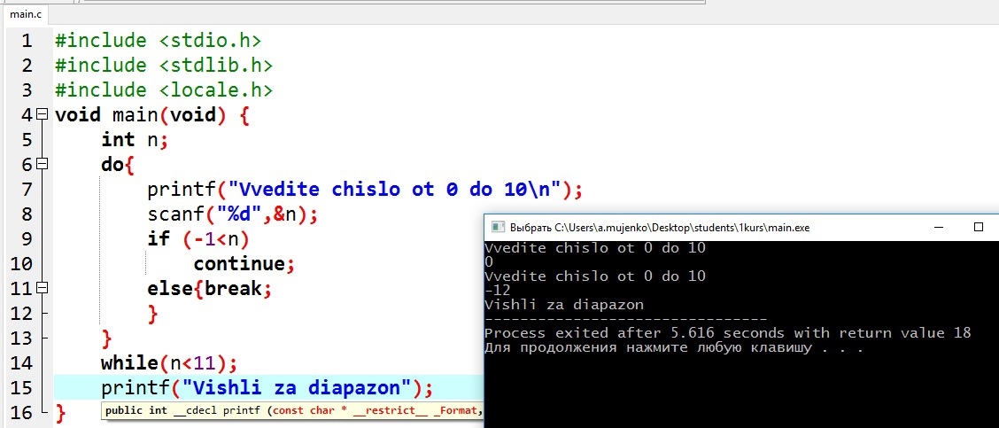 main.c
1 #include <stdio.h>
2 #include <stdlib.h>
3 #include <locale.h>
4 void main(void) {
5 int n;
6 do{
7 printf("Vvedite chislo ot 0 do 10\n");
8 scanf("%d",&n);
9 if (-1<n)
10 continue;
11 else{break;
12 }
13 }
14 while(n<11);
15 printf("Vishli za diapazon");
16 }
public int __cdecl printf (const char * __restrict__ _Format,
Выбрать C:\Users\a.mujenko\Desktop\students\1kurs\main.exe
Vvedite chislo ot 0 do 10
0
Vvedite chislo ot 0 do 10
-12
Vishli za diapazon
--------------------------------
Process exited after 5.616 seconds with return value 18
Для продолжения нажмите любую клавишу . . .